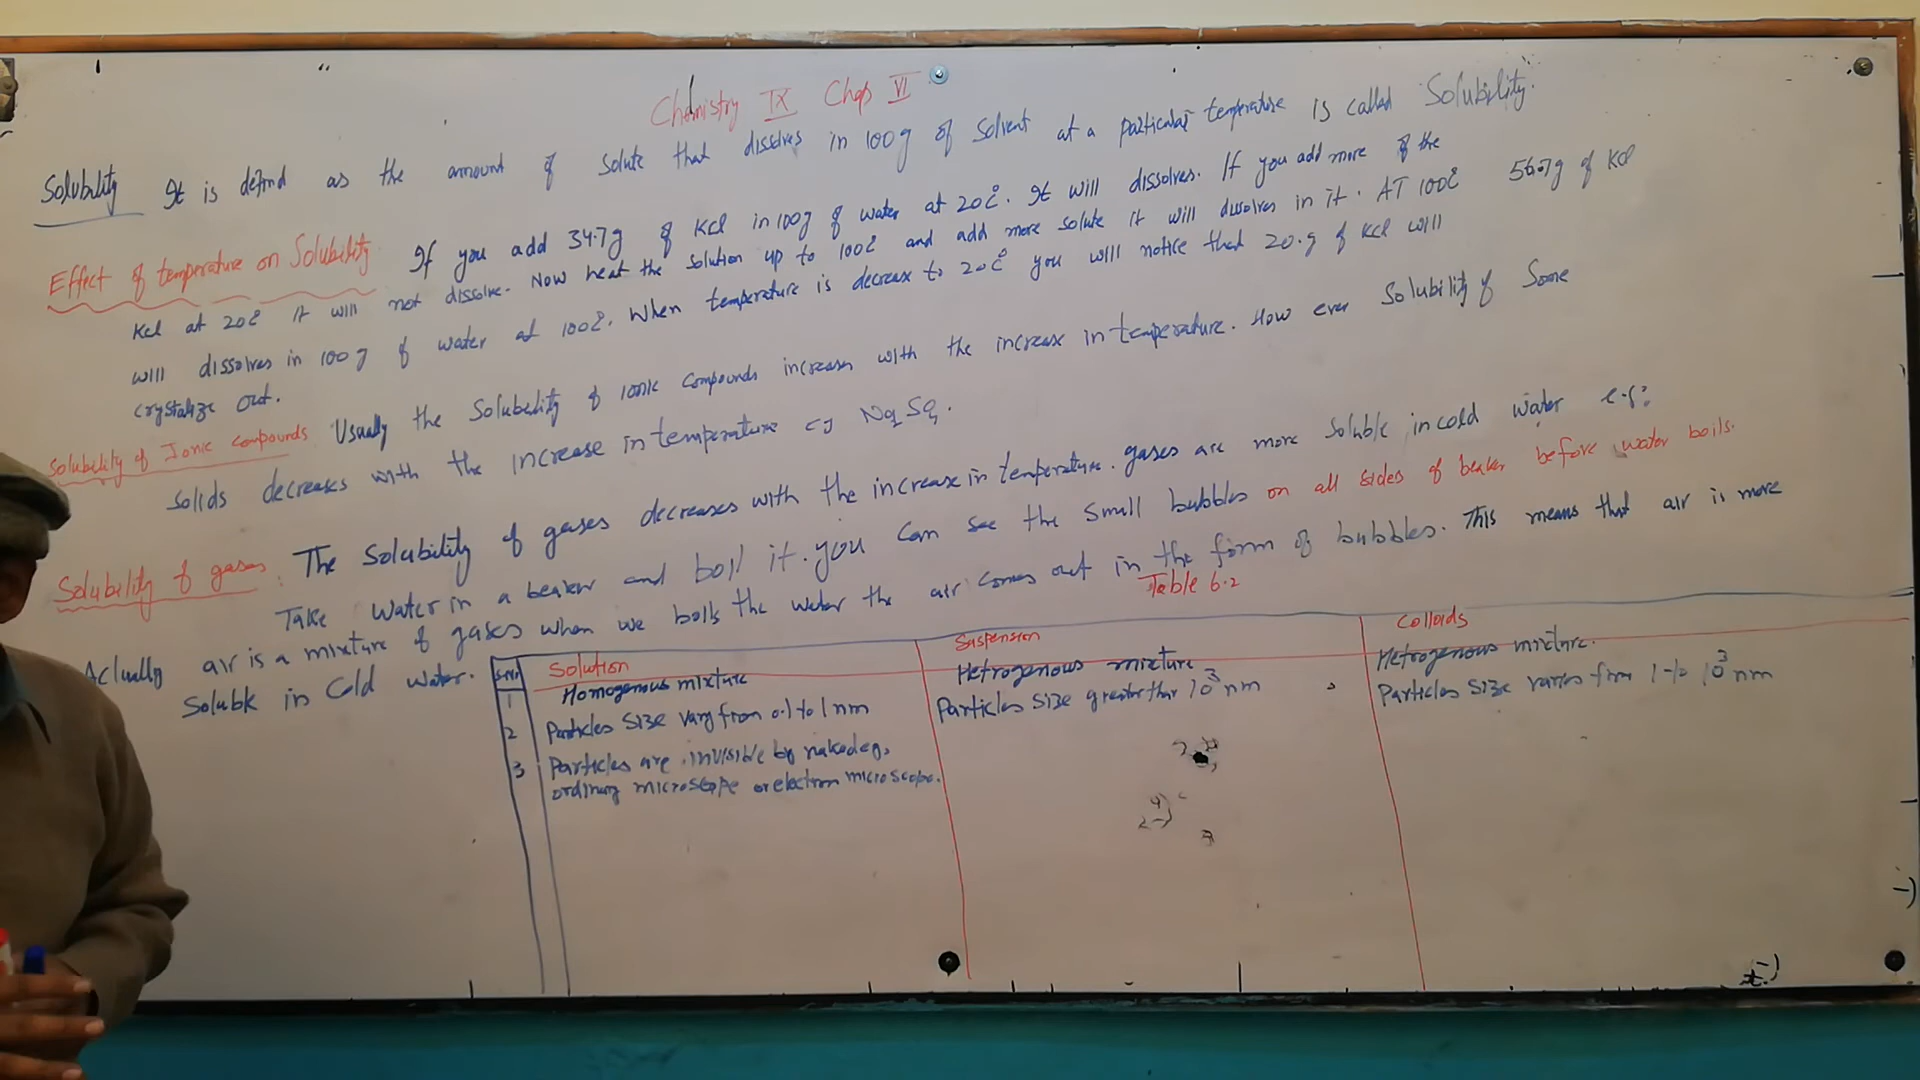 Chemistry IX Chap VI
Solubility It is defind as the amount of solute that dissolves in 100g of solvent at a particular temperature is called Solubility.
Effect of temperature on Solubility If you add 34.7g of KCl in 100g of water at 20C°. It will dissolves. If you add more of the
KCl at 20C° it will not dissolve. Now heat the solution up to 100C° and add more solute it will dissolves in it. AT 100C° 56.7g of KCl
will dissolves in 100g of water at 100C°. When temperature is decrease to 20C° you will notice that 20.g of KCl will
crystalize out.
Solubility of Ionic compounds Usually the Solubility of ionic compounds increases with the increase in temperature. How ever Solubility of Some
solids decreases with the increase in temperature eg Na2SO4.
Solubility of gases. The Solubility of gases decreases with the increase in temperature. gases are more soluble in cold water e.g:
Take Water in a beaker and boil it. you can see the small bubbles on all sides of beaker before water boils.
Actually air is a mixture of gases when we boils the water the air comes out in the form of bubbles. This means that air is more
Soluble in Cold Water.
Table 6.2
S.No Solution Suspension Colloids
1 Homogenous mixture Hetrogenous mixture Hetrogenous mixture.
2 Particles size vary from 0.1 to 1 nm Particles size greater than 10³ nm Particles size varies from 1 to 10³ nm
3 Particles are invisible by naked eye,
ordinary microscope or electron microscope.